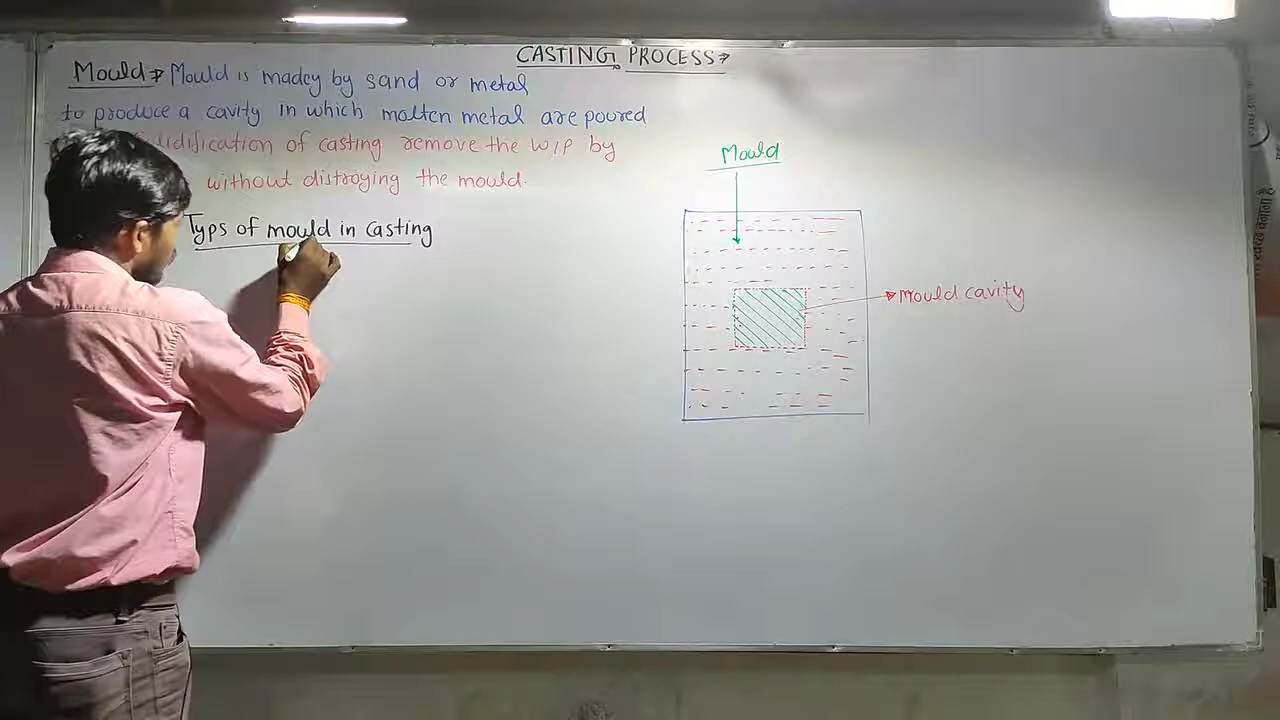 CASTING PROCESS→
Mould → Mould is madey by sand or metal
to produce a cavity in which molten metal are poured
lidification of casting remove the W/P by
without distroying the mould.
Typs of mould in casting
Mould
Mould cavity